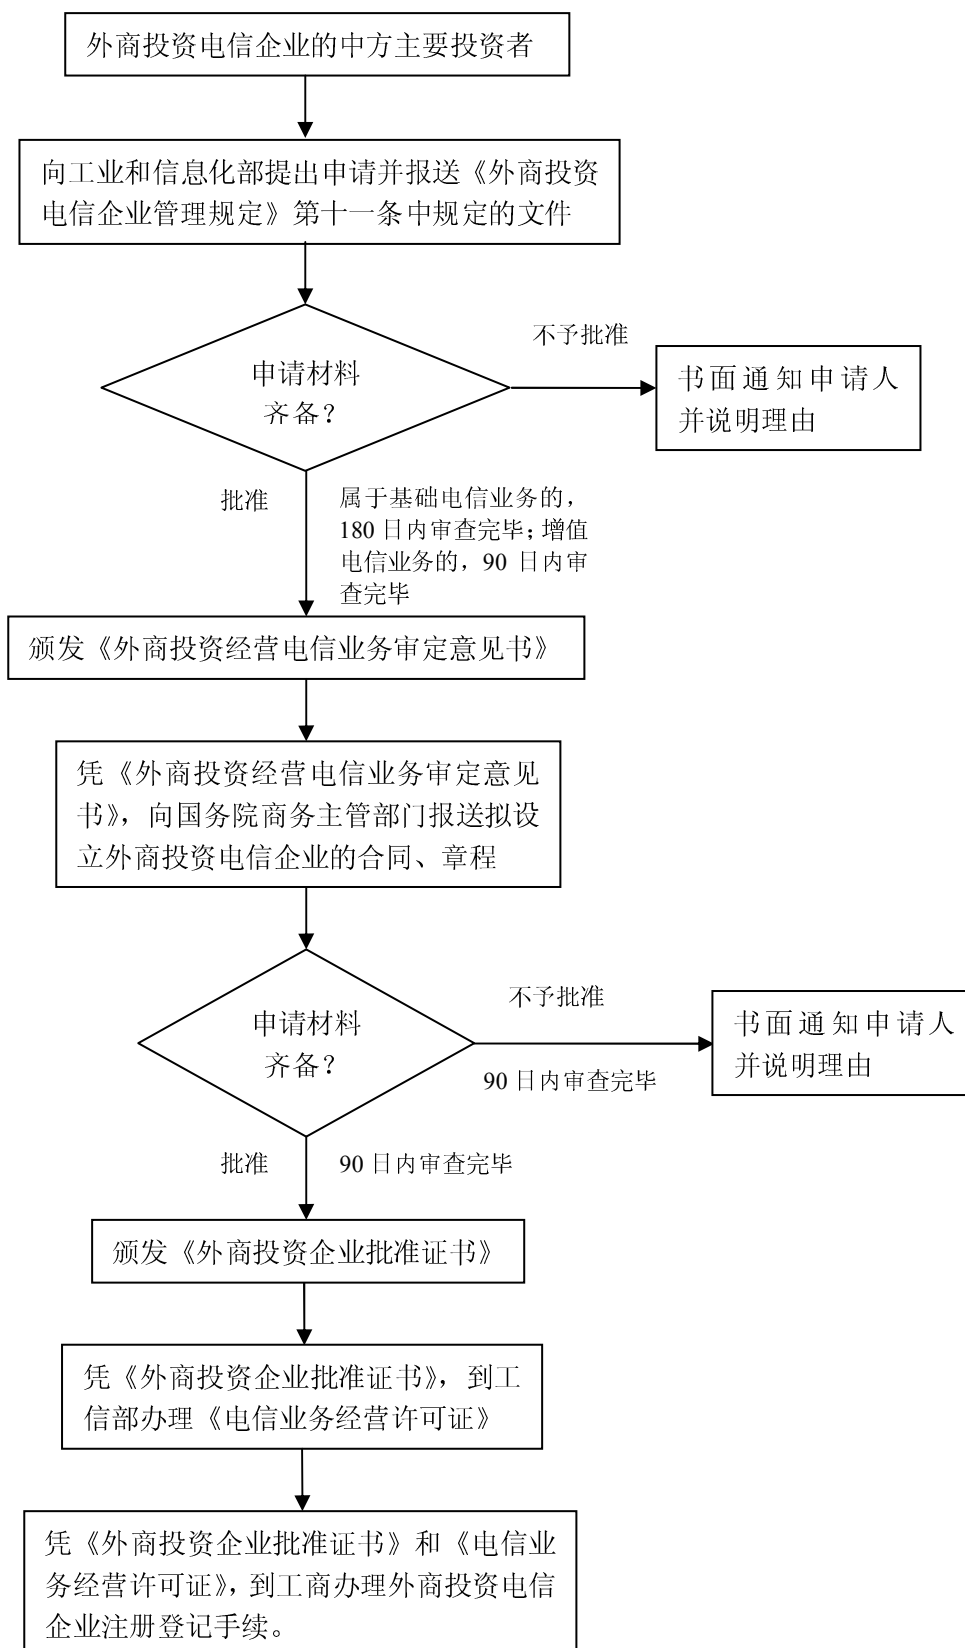 外商投资电信企业的中方主要投资者
向工业和信息化部提出申请并报送《外商投资
电信企业管理规定》第十一条中规定的文件
申请材料
齐备？
不予批准
书面通知申请人
并说明理由
批准
属于基础电信业务的，
180 日内审查完毕；增值
电信业务的，90 日内审
查完毕
颁发《外商投资经营电信业务审定意见书》
凭《外商投资经营电信业务审定意见
书》，向国务院商务主管部门报送拟设
立外商投资电信企业的合同、章程
申请材料
齐备？
不予批准
90 日内审查完毕
书面通知申请人
并说明理由
批准
90 日内审查完毕
颁发《外商投资企业批准证书》
凭《外商投资企业批准证书》，到工
信部办理《电信业务经营许可证》
凭《外商投资企业批准证书》和《电信业
务经营许可证》，到工商办理外商投资电信
企业注册登记手续。